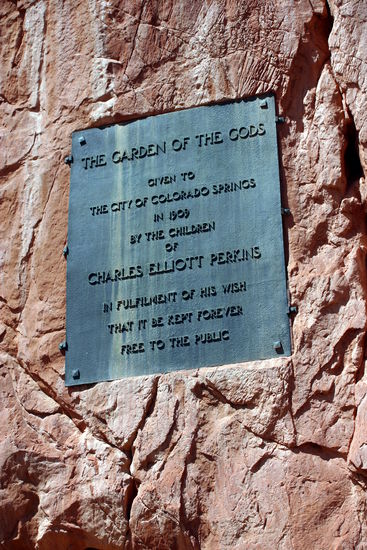 THE GARDEN OF THE GODS
GIVEN TO
THE CITY OF COLORADO SPRINGS
IN 1909
BY THE CHILDREN
OF
CHARLES ELLIOTT PERKINS
IN FULFILMENT OF HIS WISH
THAT IT BE KEPT FOREVER
FREE TO THE PUBLIC